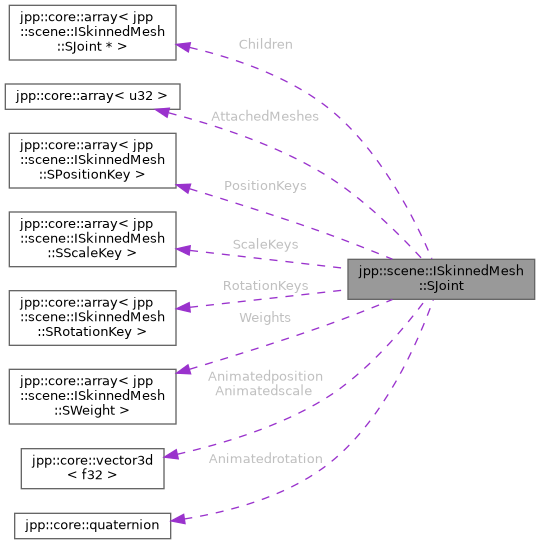 jpp::core::array< jpp
::scene::ISkinnedMesh
::SJoint * >
Children
jpp::core::array< u32 >
AttachedMeshes
jpp::core::array< jpp
::scene::ISkinnedMesh
::SPositionKey >
PositionKeys
jpp::core::array< jpp
::scene::ISkinnedMesh
::SScaleKey >
ScaleKeys
jpp::scene::ISkinnedMesh
::SJoint
jpp::core::array< jpp
::scene::ISkinnedMesh
::SRotationKey >
RotationKeys
Weights
jpp::core::array< jpp
::scene::ISkinnedMesh
::SWeight >
Animatedposition
Animatedscale
jpp::core::vector3d
< f32 >
Animatedrotation
jpp::core::quaternion